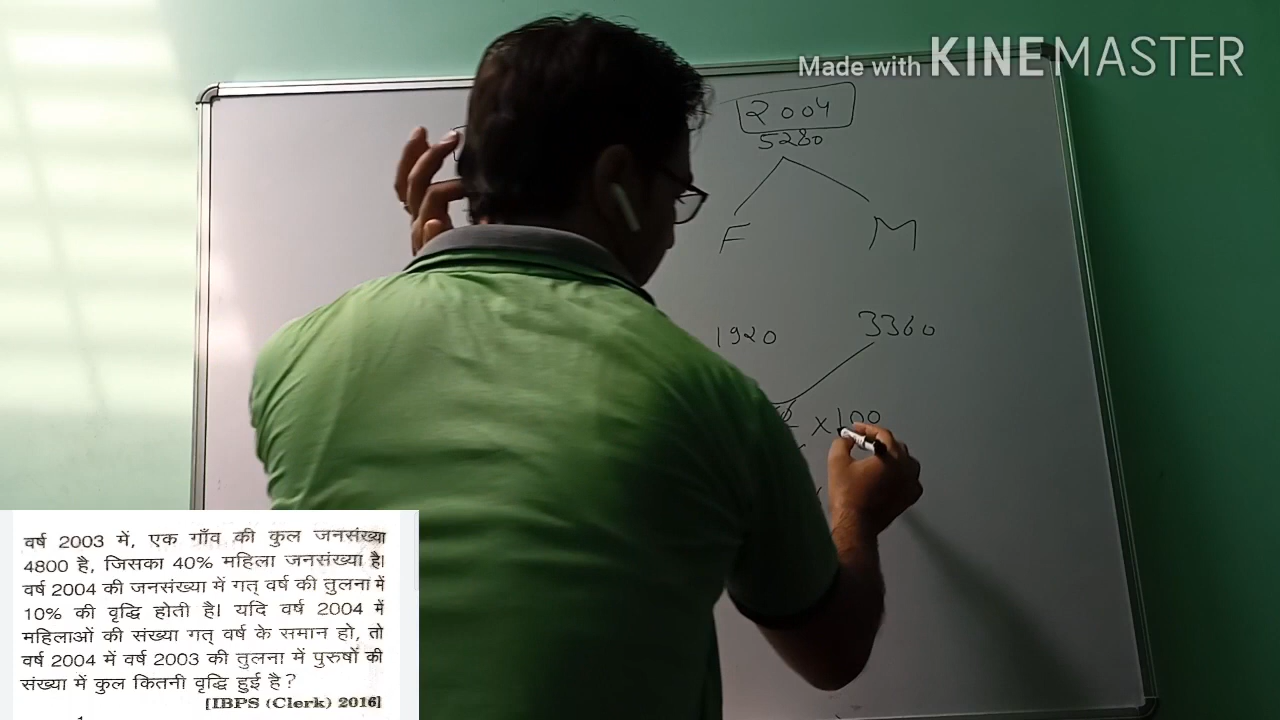 Made with KINEMASTER
२००४
5280
F M
1920 3360
x 100
वर्ष 2003 में, एक गाँव की कुल जनसंख्या
4800 है, जिसका 40% महिला जनसंख्या है।
वर्ष 2004 की जनसंख्या में गत् वर्ष की तुलना में
10% की वृद्धि होती है। यदि वर्ष 2004 में
महिलाओं की संख्या गत् वर्ष के समान हो, तो
वर्ष 2004 में वर्ष 2003 की तुलना में पुरुषों की
संख्या में कुल कितनी वृद्धि हुई है?
[IBPS (Clerk) 2016]